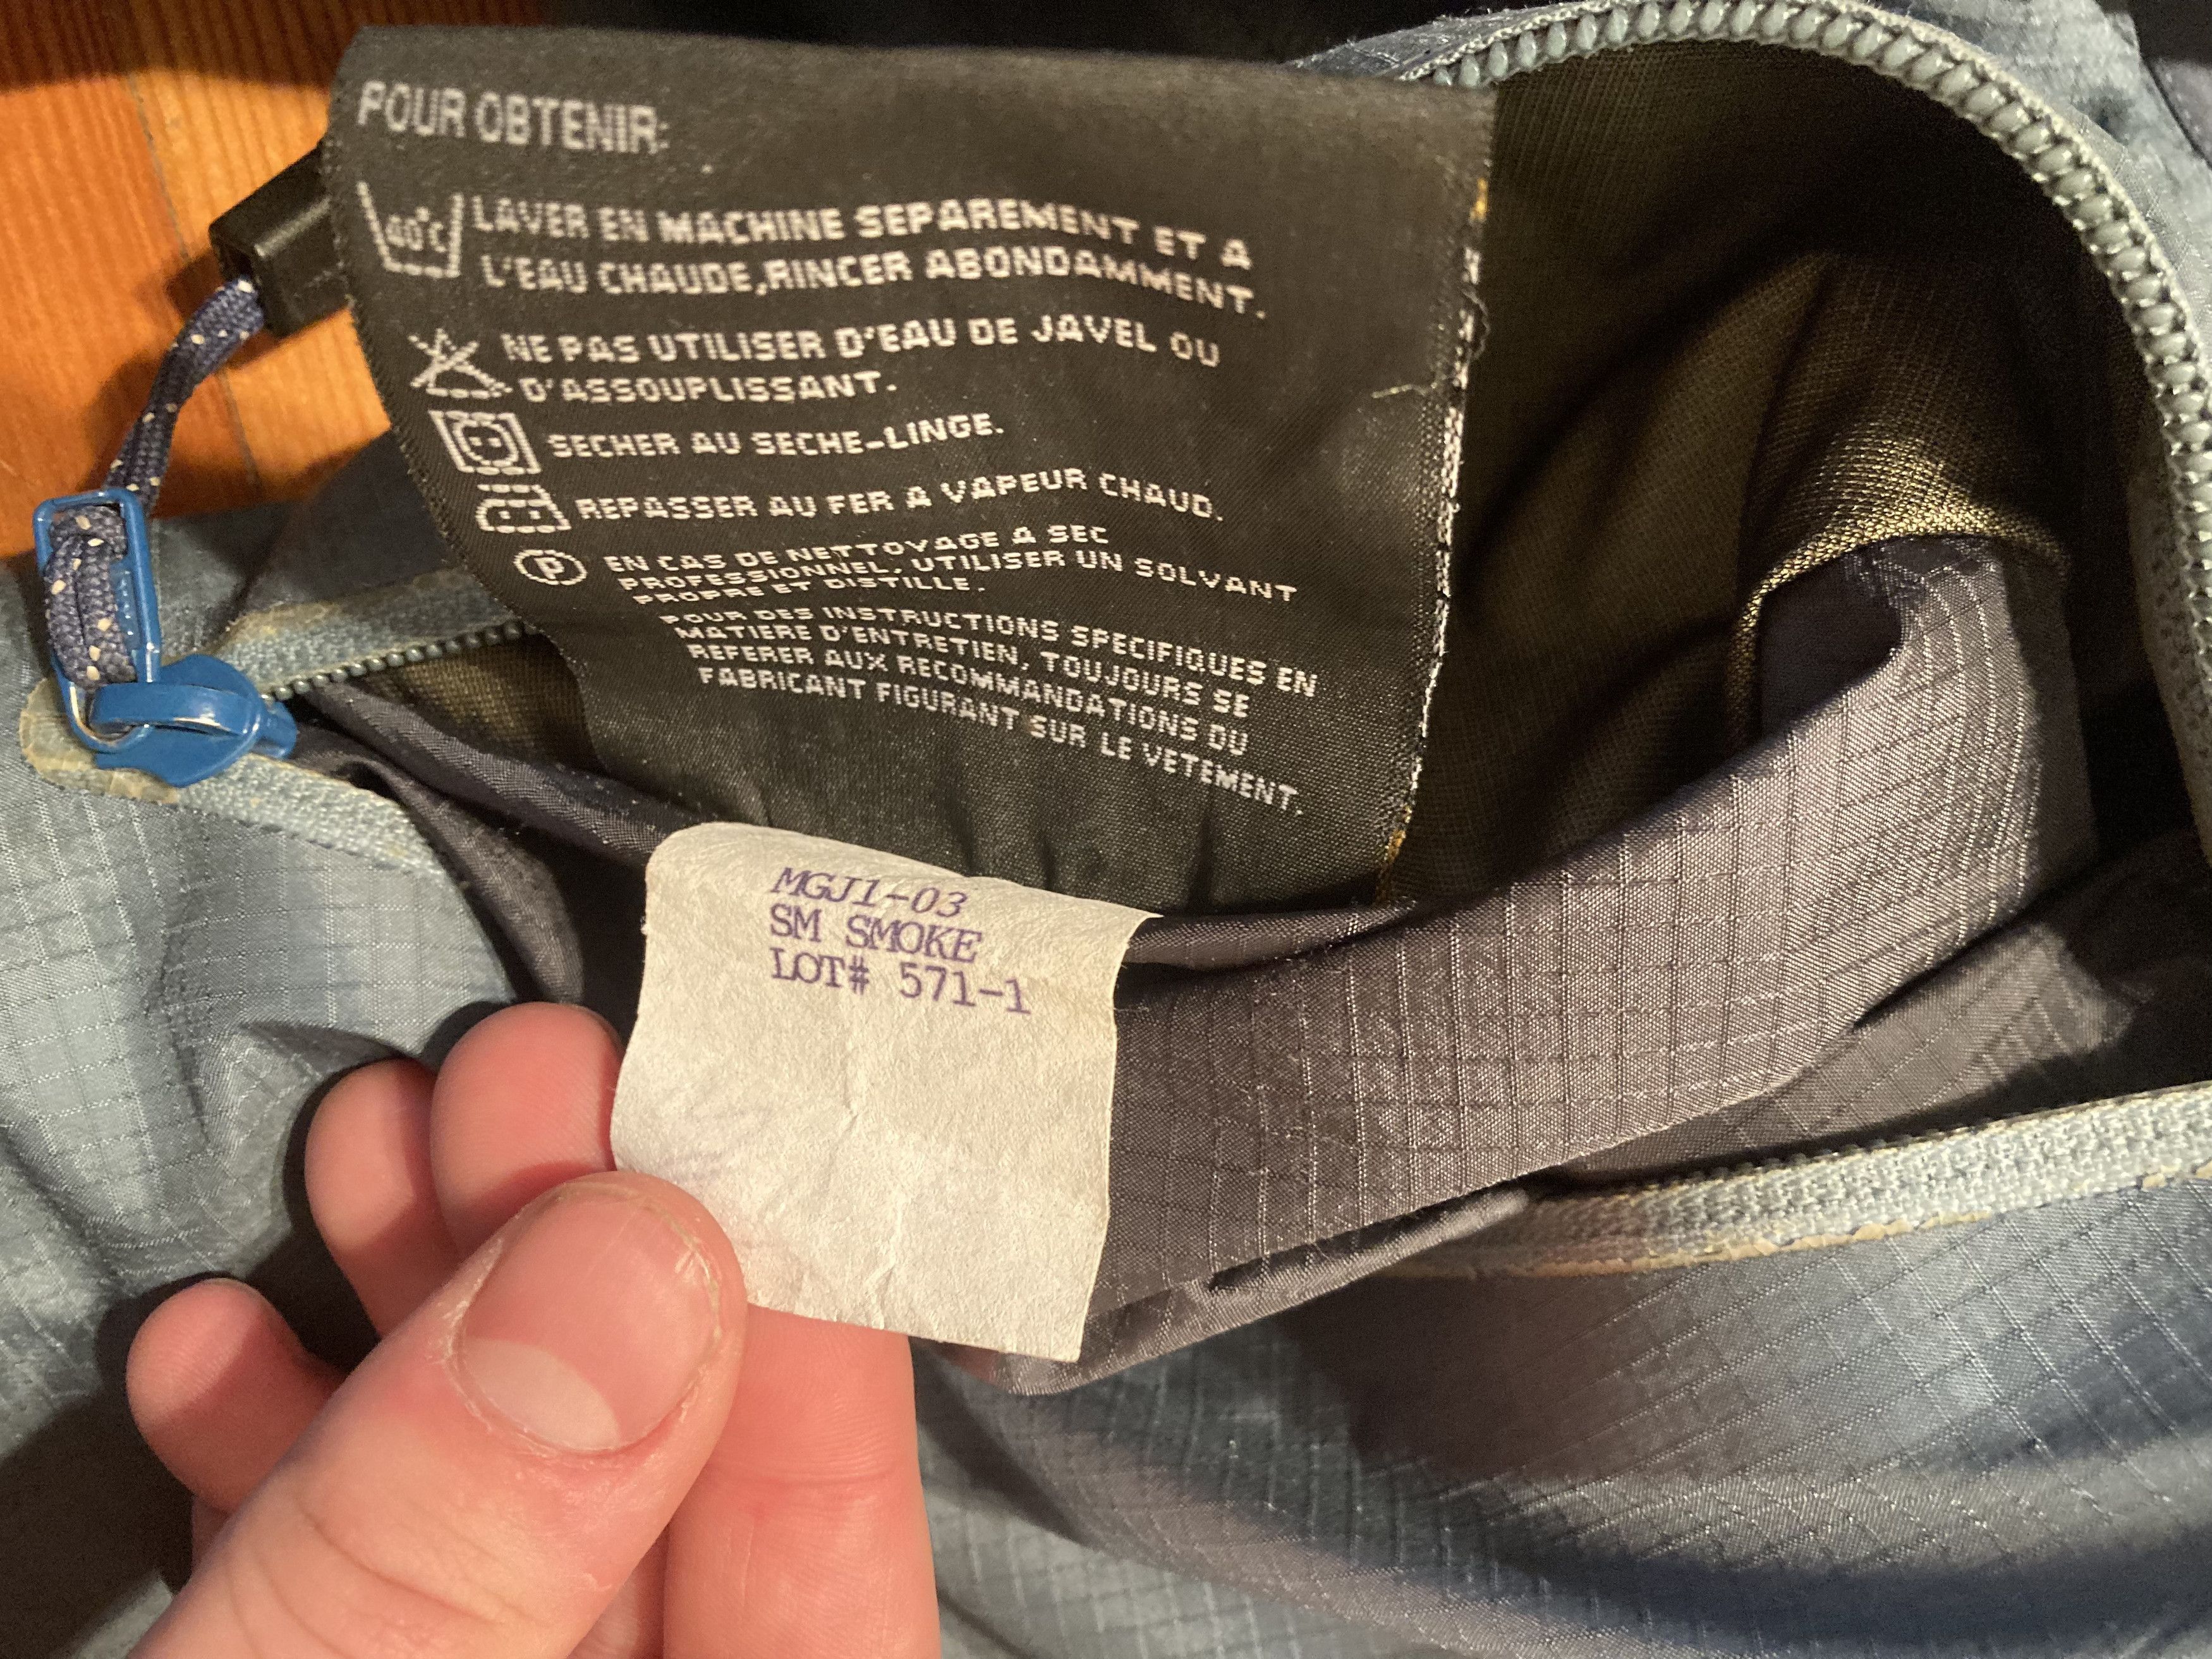 POUR OBTENIR:
40°C
LAVER EN MACHINE SEPAREMENT ET A
L'EAU CHAUDE,RINCER ABONDAMMENT.
NE PAS UTILISER D'EAU DE JAVEL OU
D'ASSOUPLISSANT.
SECHER AU SECHE-LINGE.
REPASSER AU FER A VAPEUR CHAUD.
P
EN CAS DE NETTOYAGE A SEC
PROFESSIONNEL, UTILISER UN SOLVANT
PROPRE ET DISTILLE.
POUR DES INSTRUCTIONS SPECIFIQUES EN
MATIERE D'ENTRETIEN, TOUJOURS SE
REFERER AUX RECOMMANDATIONS DU
FABRICANT FIGURANT SUR LE VETEMENT.
MGJ1-03
SM SMOKE
LOT# 571-1